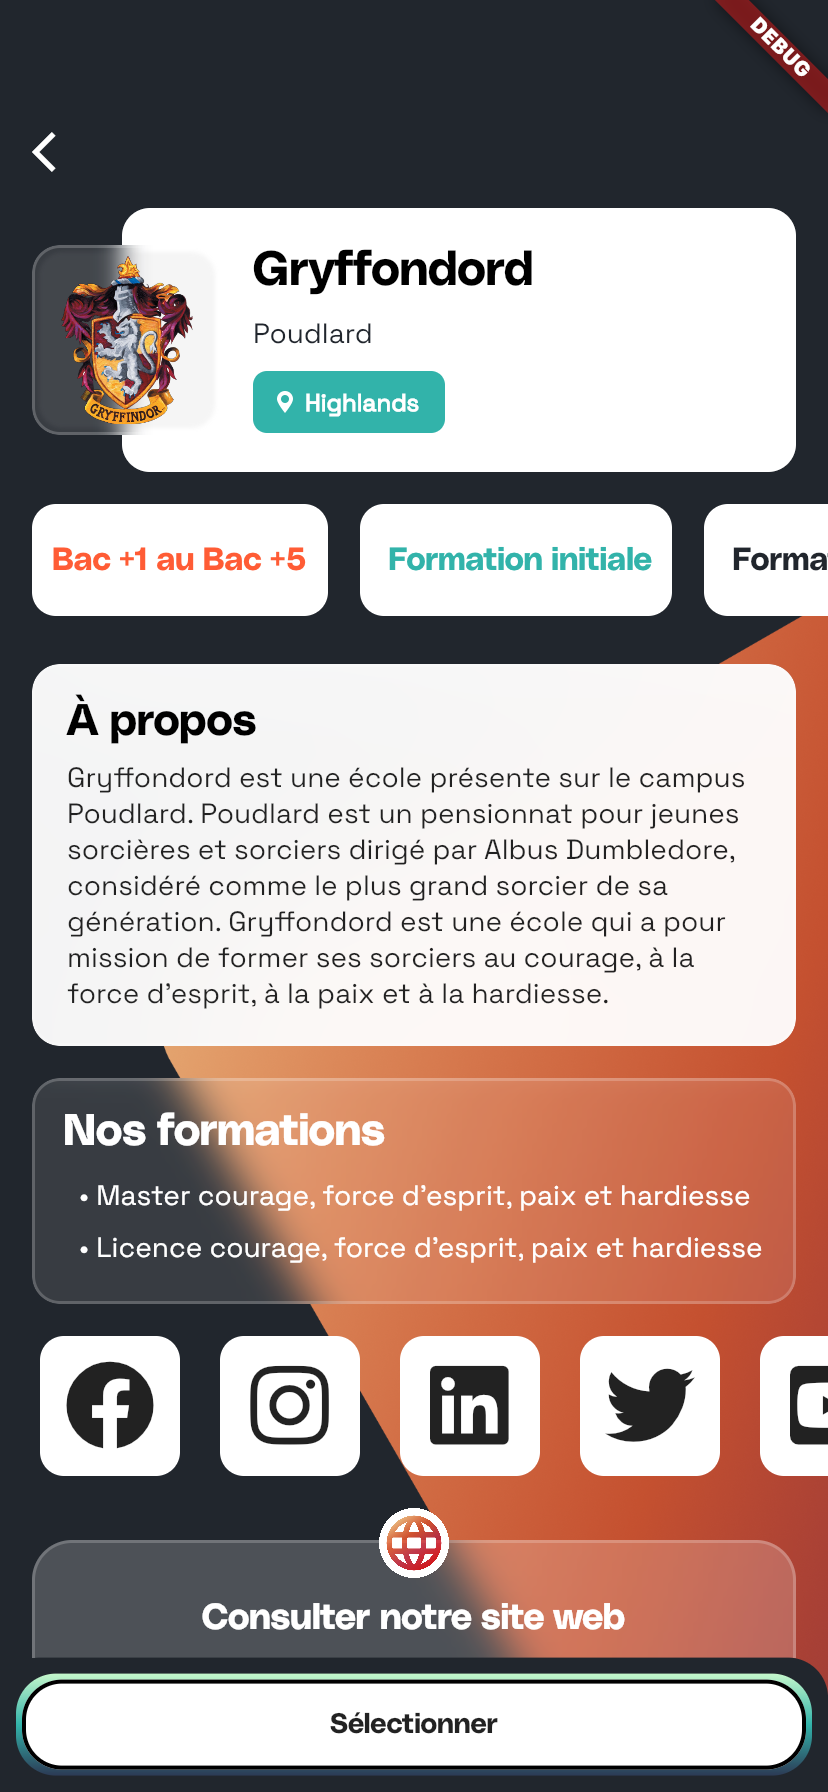 DEBUG
Gryffondord
Poudlard
GRYFFINDOR
Highlands
Bac +1 au Bac +5
Formation initiale
Forma
À propos
Gryffondord est une école présente sur le campus
Poudlard. Poudlard est un pensionnat pour jeunes
sorcières et sorciers dirigé par Albus Dumbledore,
considéré comme le plus grand sorcier de sa
génération. Gryffondord est une école qui a pour
mission de former ses sorciers au courage, à la
force d’esprit, à la paix et à la hardiesse.
Nos formations
• Master courage, force d’esprit, paix et hardiesse
• Licence courage, force d’esprit, paix et hardiesse
in
Consulter notre site web
Sélectionner